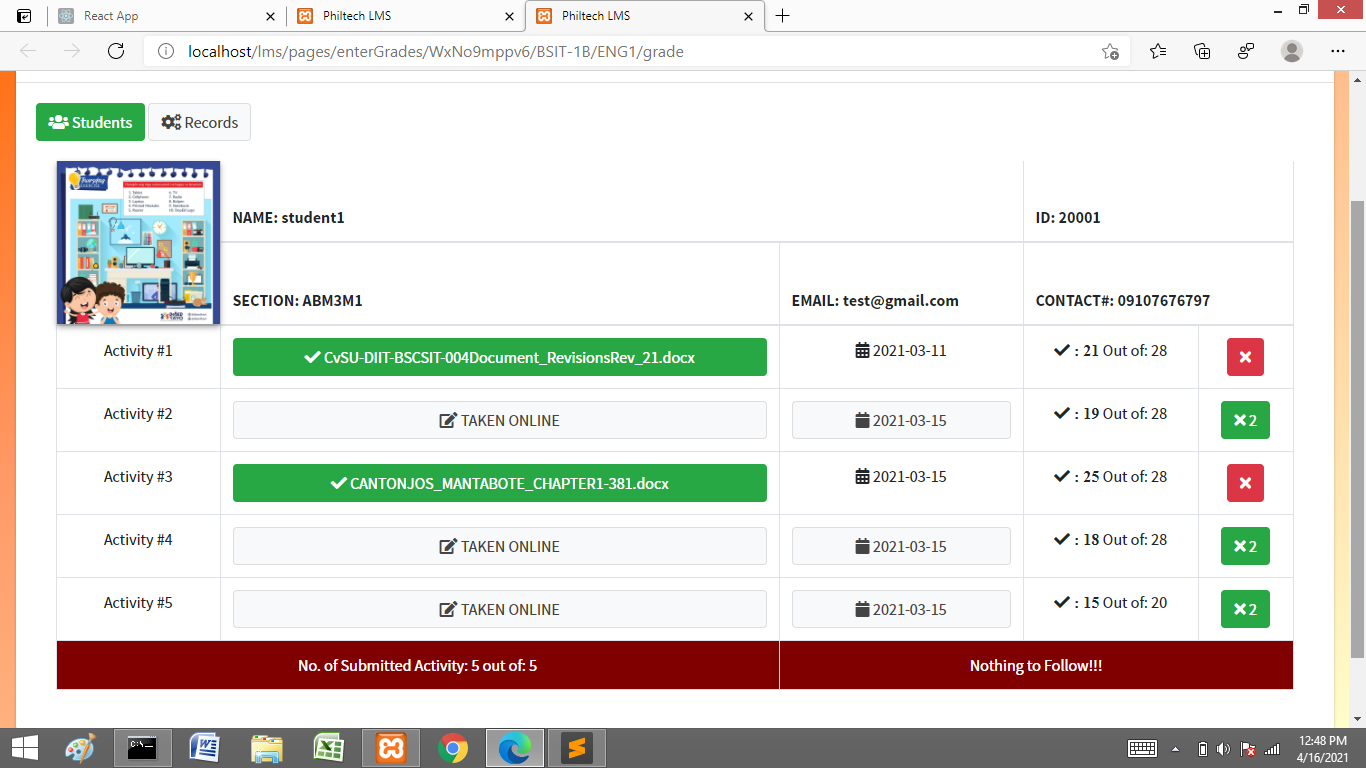 React App
Philtech LMS
Philtech LMS
localhost/lms/pages/enterGrades/WxNo9mppv6/BSIT-1B/ENG1/grade
Students
Records
Thursday
NAME: student1
ID: 20001
SECTION: ABM3M1
EMAIL: test@gmail.com
CONTACT#: 09107676797
Activity #1
CvSU-DIIT-BSCSIT-004Document_RevisionsRev_21.docx
2021-03-11
: 21 Out of: 28
Activity #2
TAKEN ONLINE
2021-03-15
: 19 Out of: 28
2
Activity #3
CANTONJOS_MANTABOTE_CHAPTER1-381.docx
2021-03-15
: 25 Out of: 28
Activity #4
TAKEN ONLINE
2021-03-15
: 18 Out of: 28
2
Activity #5
TAKEN ONLINE
2021-03-15
: 15 Out of: 20
2
No. of Submitted Activity: 5 out of: 5
Nothing to Follow!!!
C:\_
12:48 PM
4/16/2021